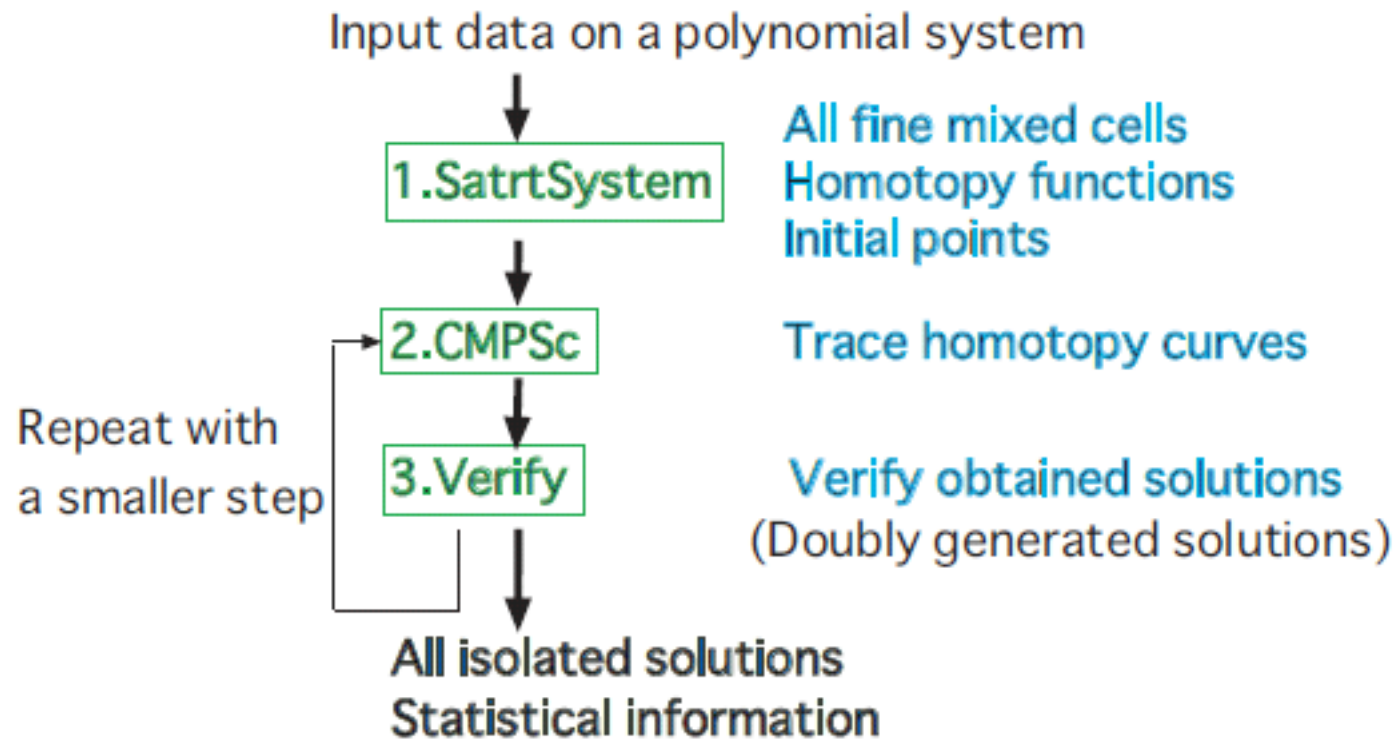 Input data on a polynomial system
1.SatrtSystem
All fine mixed cells
Homotopy functions
Initial points
2.CMPSc
Trace homotopy curves
Repeat with
a smaller step
3.Verify
Verify obtained solutions
(Doubly generated solutions)
All isolated solutions
Statistical information